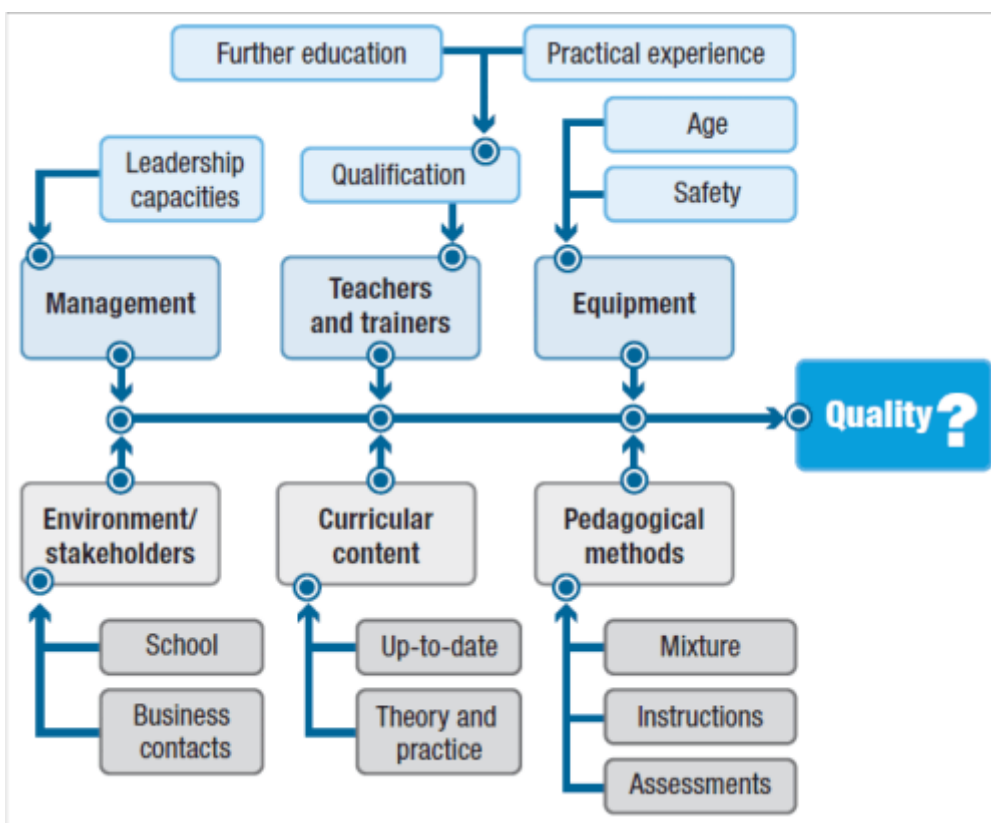 Further education
Practical experience
Age
Leadership
capacities
Qualification
Safety
Management
Teachers
and trainers
Equipment
Quality?
Environment/
stakeholders
Curricular
content
Pedagogical
methods
School
Up-to-date
Mixture
Business
contacts
Theory and
practice
Instructions
Assessments